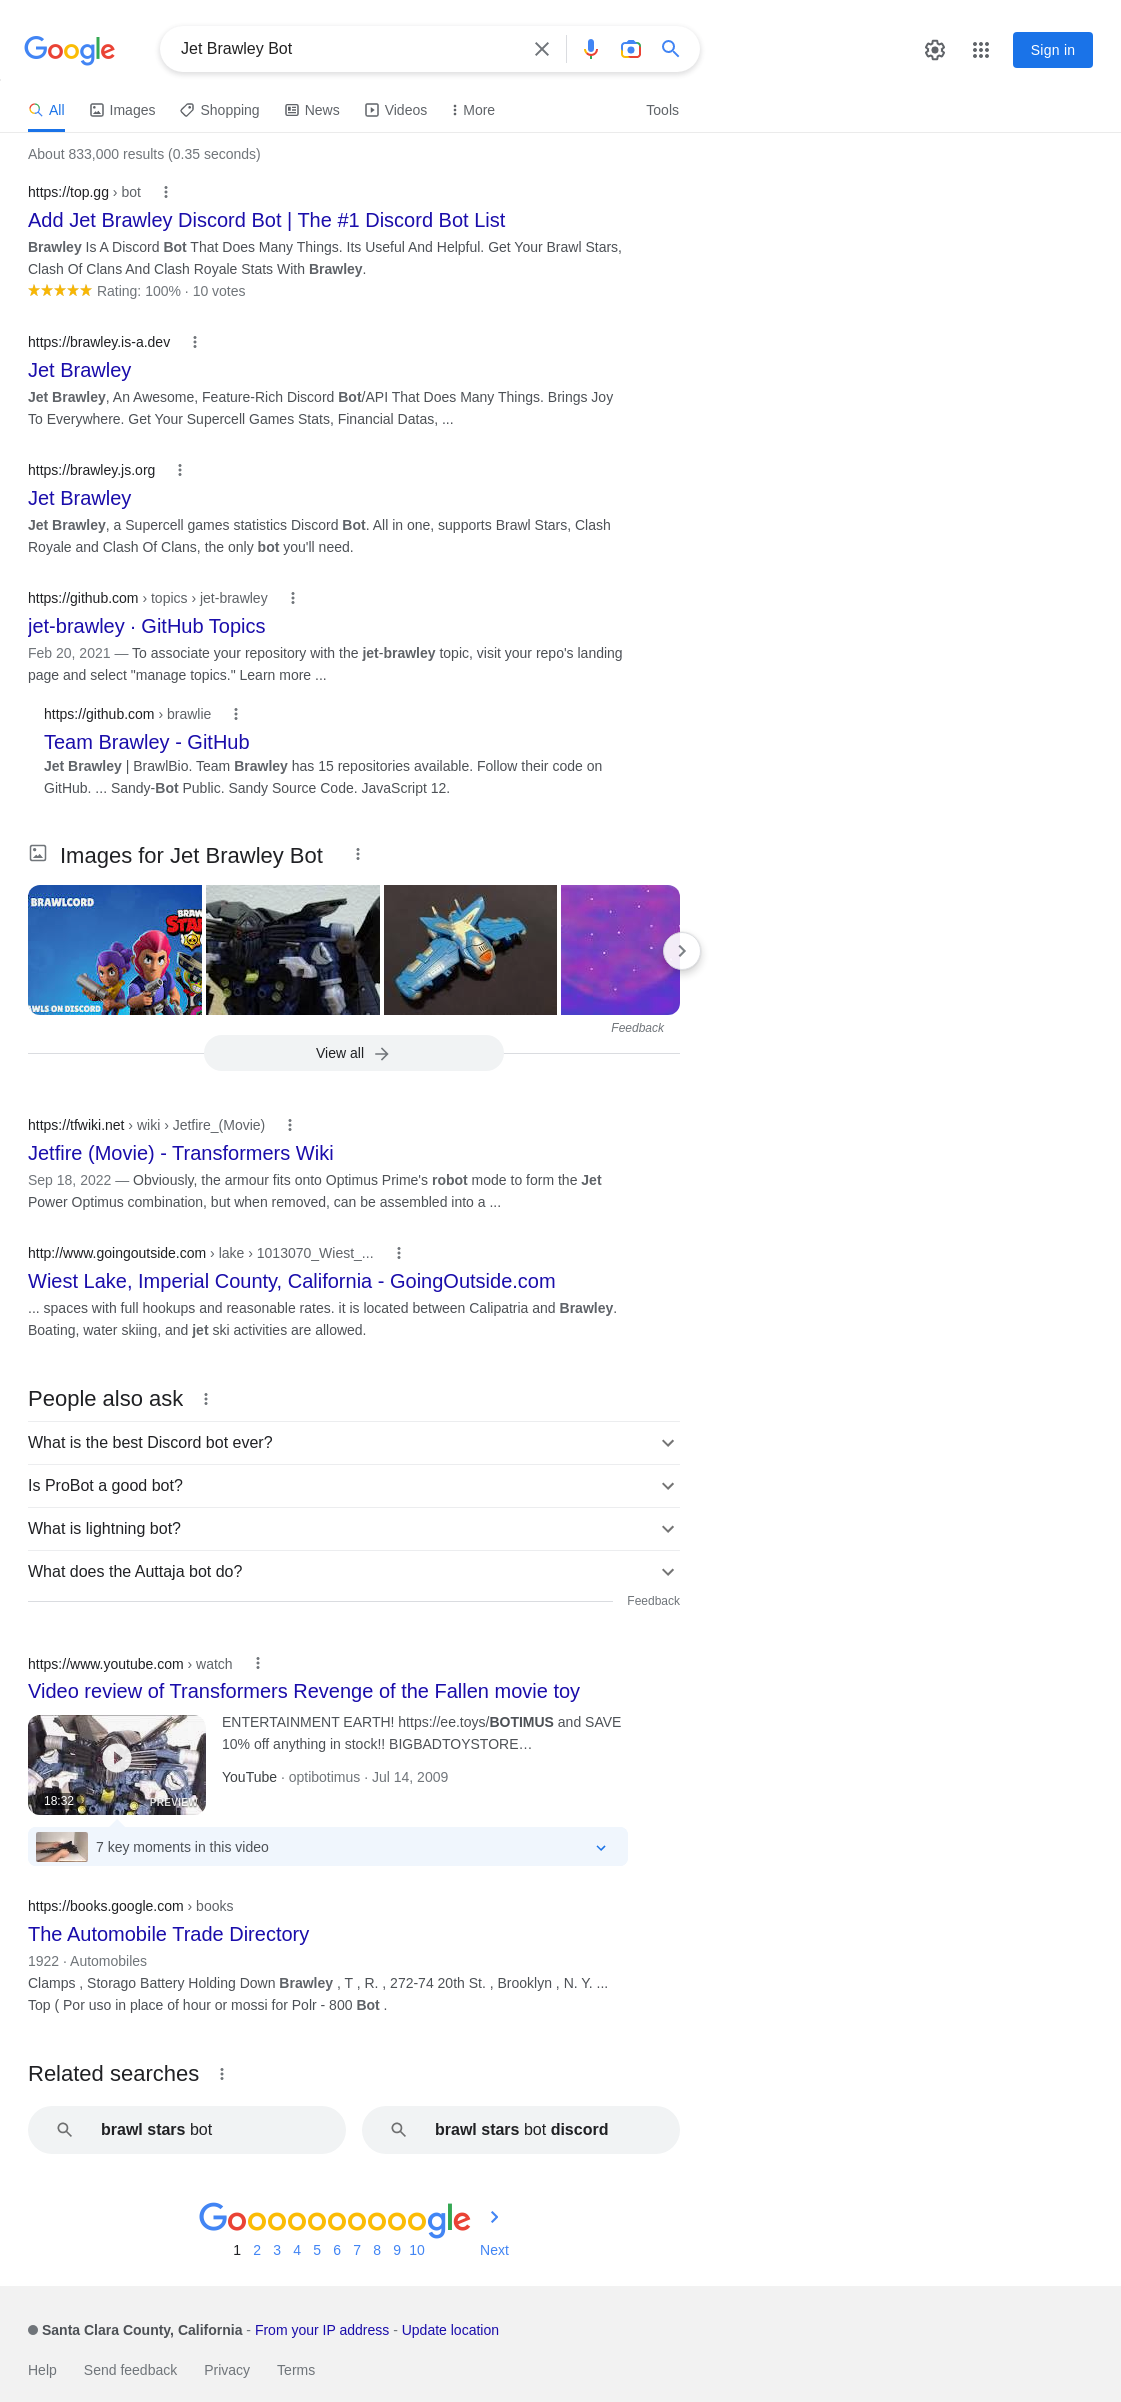 Google
Jet Brawley Bot
Sign in
All
Images
Shopping
News
Videos
More
Tools
About 833,000 results (0.35 seconds)
https://top.gg › bot
Add Jet Brawley Discord Bot | The #1 Discord Bot List
Brawley Is A Discord Bot That Does Many Things. Its Useful And Helpful. Get Your Brawl Stars,
Clash Of Clans And Clash Royale Stats With Brawley.
Rating: 100% · 10 votes
https://brawley.is-a.dev
Jet Brawley
Jet Brawley, An Awesome, Feature-Rich Discord Bot/API That Does Many Things. Brings Joy
To Everywhere. Get Your Supercell Games Stats, Financial Datas, ...
https://brawley.js.org
Jet Brawley
Jet Brawley, a Supercell games statistics Discord Bot. All in one, supports Brawl Stars, Clash
Royale and Clash Of Clans, the only bot you'll need.
https://github.com › topics › jet-brawley
jet-brawley · GitHub Topics
Feb 20, 2021 — To associate your repository with the jet-brawley topic, visit your repo's landing
page and select "manage topics." Learn more ...
https://github.com › brawlie
Team Brawley - GitHub
Jet Brawley | BrawlBio. Team Brawley has 15 repositories available. Follow their code on
GitHub. ... Sandy-Bot Public. Sandy Source Code. JavaScript 12.
Images for Jet Brawley Bot
BRAWLCORD
BRAW
STA
AWLS ON DISCORD
Feedback
View all
https://tfwiki.net › wiki › Jetfire_(Movie)
Jetfire (Movie) - Transformers Wiki
Sep 18, 2022 — Obviously, the armour fits onto Optimus Prime's robot mode to form the Jet
Power Optimus combination, but when removed, can be assembled into a ...
http://www.goingoutside.com › lake › 1013070_Wiest_...
Wiest Lake, Imperial County, California - GoingOutside.com
... spaces with full hookups and reasonable rates. it is located between Calipatria and Brawley.
Boating, water skiing, and jet ski activities are allowed.
People also ask
What is the best Discord bot ever?
Is ProBot a good bot?
What is lightning bot?
What does the Auttaja bot do?
Feedback
https://www.youtube.com › watch
Video review of Transformers Revenge of the Fallen movie toy
ENTERTAINMENT EARTH! https://ee.toys/BOTIMUS and SAVE
10% off anything in stock!! BIGBADTOYSTORE…
YouTube · optibotimus · Jul 14, 2009
18:32
PREVIEW
7 key moments in this video
https://books.google.com › books
The Automobile Trade Directory
1922 · Automobiles
Clamps , Storago Battery Holding Down Brawley , T , R. , 272-74 20th St. , Brooklyn , N. Y. ...
Top ( Por uso in place of hour or mossi for Polr - 800 Bot .
Related searches
brawl stars bot
brawl stars bot discord
Goooooooooogle
1 2 3 4 5 6 7 8 9 10 Next
Santa Clara County, California - From your IP address - Update location
Help Send feedback Privacy Terms